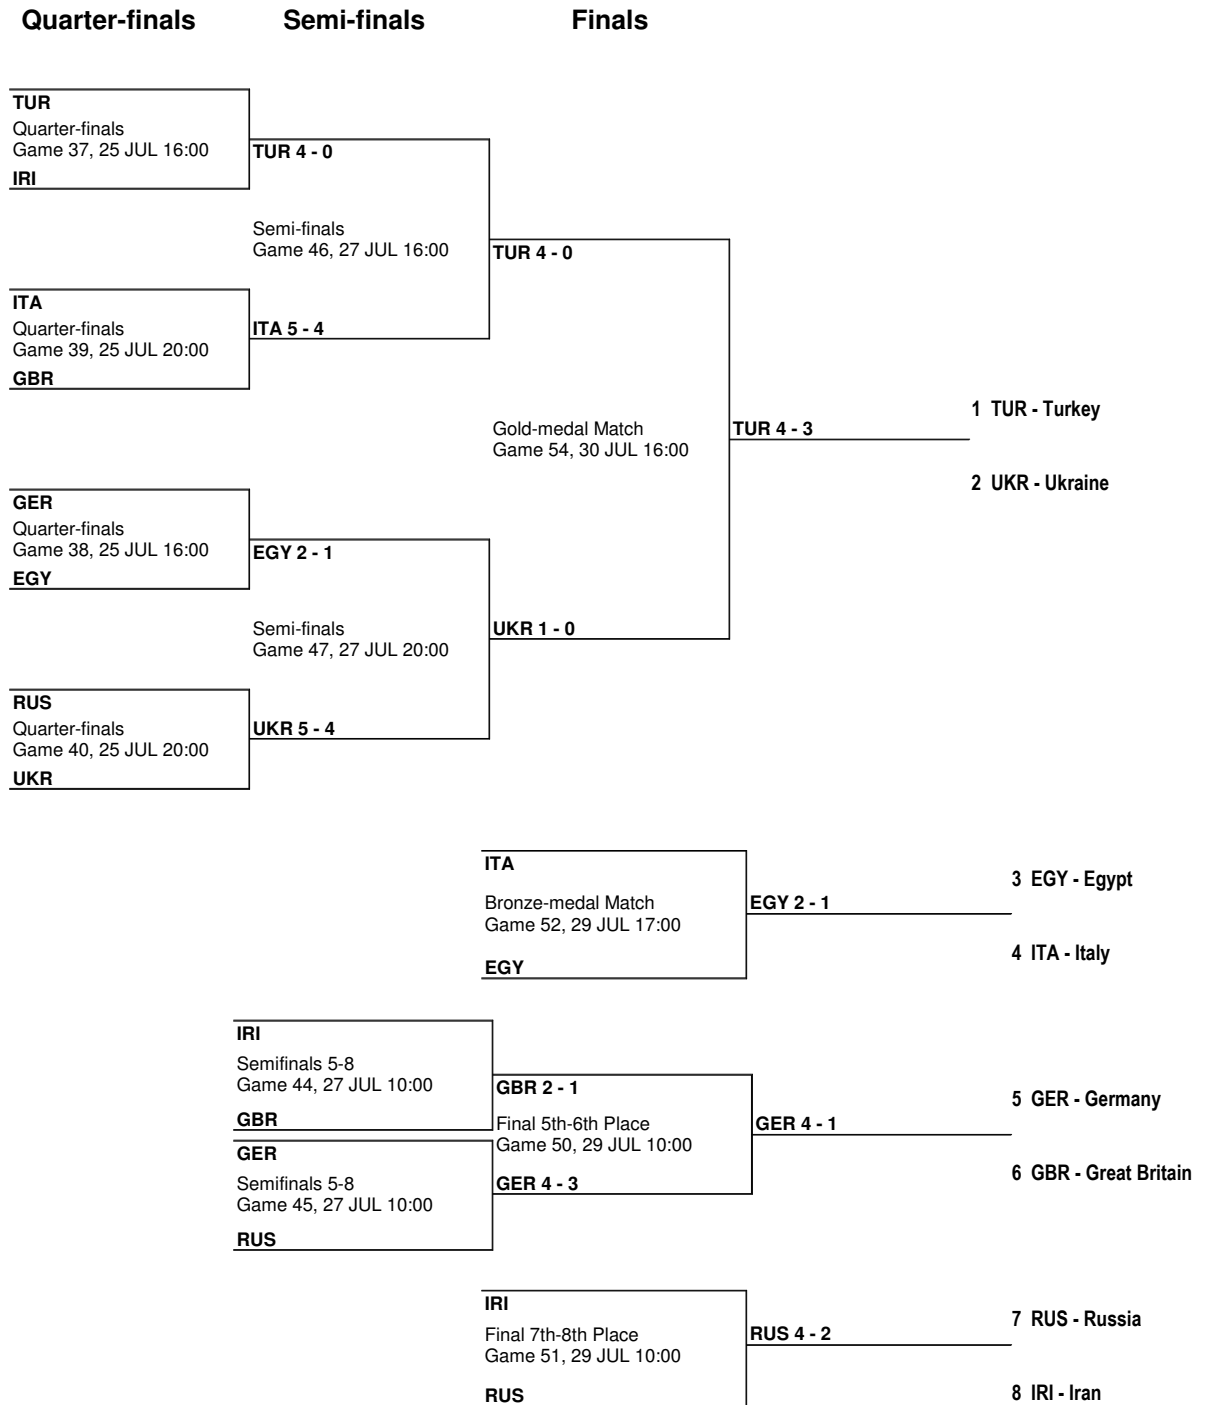 Quarter-finals Semi-finals Finals
TUR
Quarter-finals
Game 37, 25 JUL 16:00
IRI
TUR 4 - 0
Semi-finals
Game 46, 27 JUL 16:00
TUR 4 - 0
ITA
Quarter-finals
Game 39, 25 JUL 20:00
GBR
ITA 5 - 4
Gold-medal Match
Game 54, 30 JUL 16:00
TUR 4 - 3
1 TUR - Turkey
2 UKR - Ukraine
GER
Quarter-finals
Game 38, 25 JUL 16:00
EGY
EGY 2 - 1
Semi-finals
Game 47, 27 JUL 20:00
UKR 1 - 0
RUS
Quarter-finals
Game 40, 25 JUL 20:00
UKR
UKR 5 - 4
ITA
Bronze-medal Match
Game 52, 29 JUL 17:00
EGY
EGY 2 - 1
3 EGY - Egypt
4 ITA - Italy
IRI
Semifinals 5-8
Game 44, 27 JUL 10:00
GBR
GBR 2 - 1
Final 5th-6th Place
Game 50, 29 JUL 10:00
GER 4 - 1
5 GER - Germany
6 GBR - Great Britain
GER
Semifinals 5-8
Game 45, 27 JUL 10:00
RUS
GER 4 - 3
IRI
Final 7th-8th Place
Game 51, 29 JUL 10:00
RUS
RUS 4 - 2
7 RUS - Russia
8 IRI - Iran